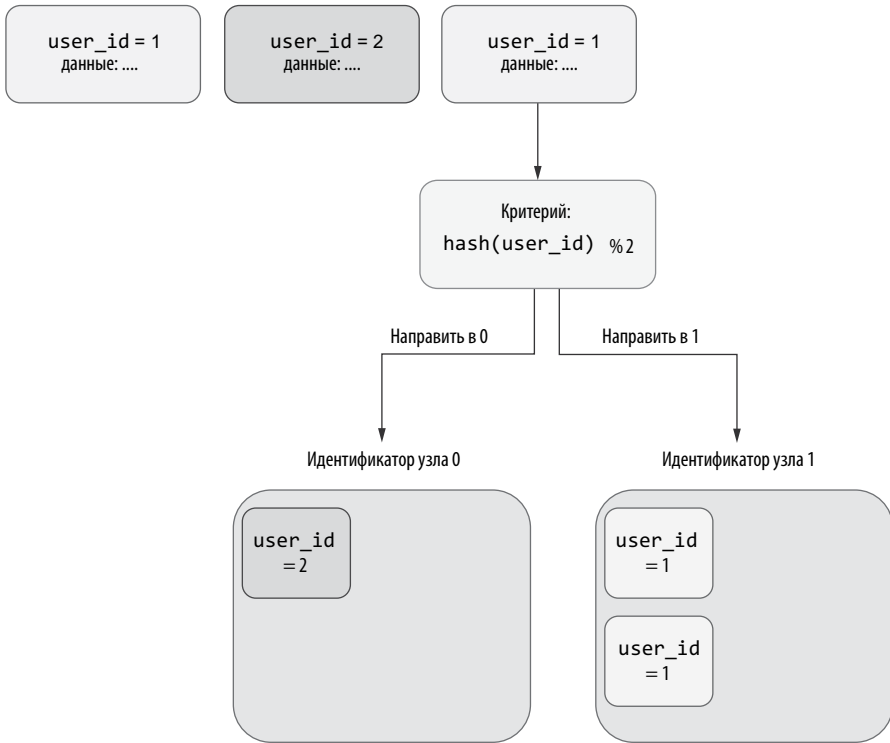 user_id = 1
данные: ....
user_id = 2
данные: ....
user_id = 1
данные: ....
Критерий:
hash(user_id) % 2
Направить в 0
Направить в 1
Идентификатор узла 0
Идентификатор узла 1
user_id
= 2
user_id
= 1
user_id
= 1